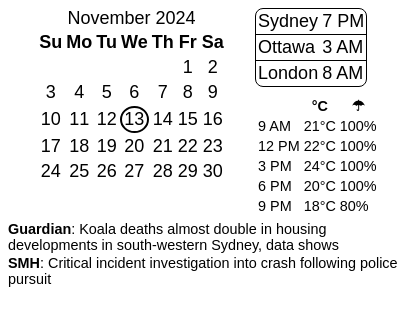 November 2024
Su Mo Tu We Th Fr Sa
1 2
3 4 5 6 7 8 9
10 11 12 13 14 15 16
17 18 19 20 21 22 23
24 25 26 27 28 29 30
Sydney 7 PM
Ottawa 3 AM
London 8 AM
°C ☂
9 AM 21°C 100%
12 PM 22°C 100%
3 PM 24°C 100%
6 PM 20°C 100%
9 PM 18°C 80%
Guardian: Koala deaths almost double in housing
developments in south-western Sydney, data shows
SMH: Critical incident investigation into crash following police
pursuit